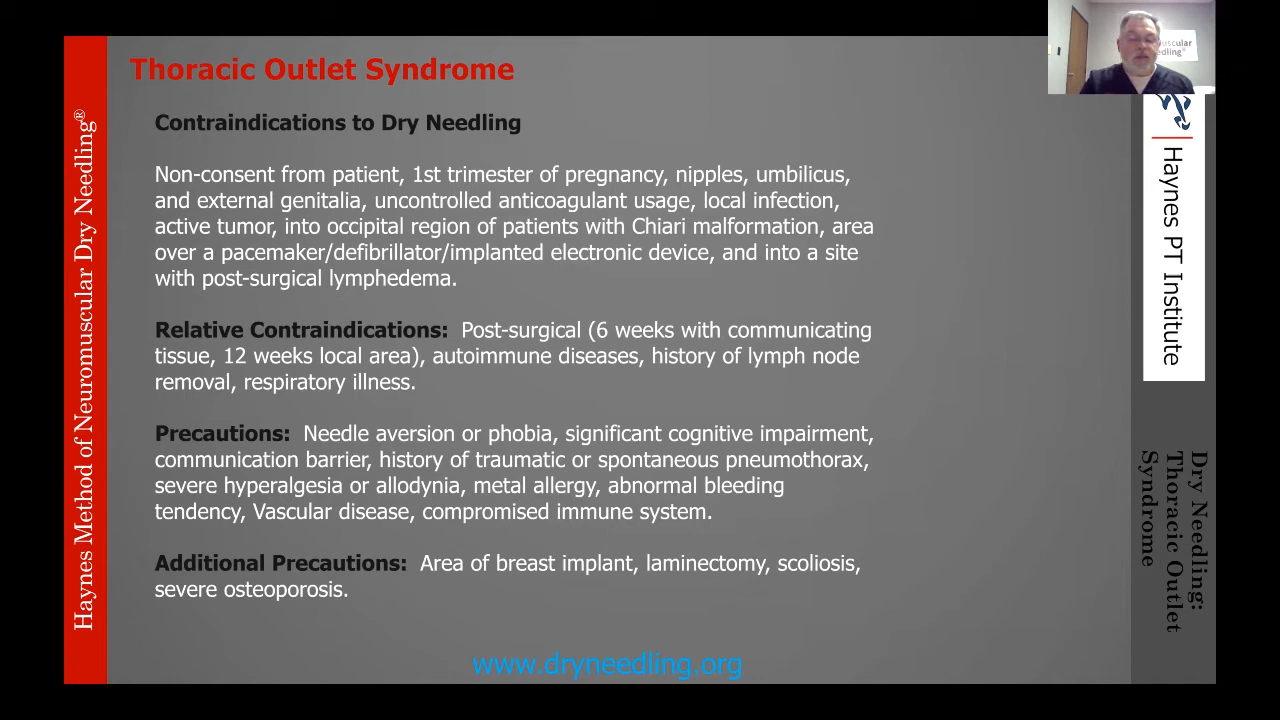 Thoracic Outlet Syndrome
Contraindications to Dry Needling
Non-consent from patient, 1st trimester of pregnancy, nipples, umbilicus,
and external genitalia, uncontrolled anticoagulant usage, local infection,
active tumor, into occipital region of patients with Chiari malformation, area
over a pacemaker/defibrillator/implanted electronic device, and into a site
with post-surgical lymphedema.
Relative Contraindications: Post-surgical (6 weeks with communicating
tissue, 12 weeks local area), autoimmune diseases, history of lymph node
removal, respiratory illness.
Precautions: Needle aversion or phobia, significant cognitive impairment,
communication barrier, history of traumatic or spontaneous pneumothorax,
severe hyperalgesia or allodynia, metal allergy, abnormal bleeding
tendency, Vascular disease, compromised immune system.
Additional Precautions: Area of breast implant, laminectomy, scoliosis,
severe osteoporosis.
www.dryneedling.org
Haynes Method of Neuromuscular Dry Needling®
Haynes PT Institute
Dry Needling:
Thoracic Outlet
Syndrome